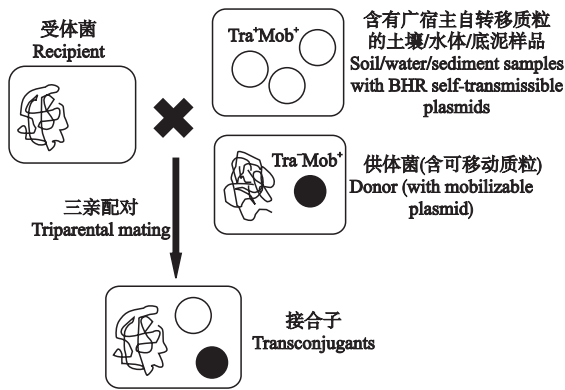 受体菌
Recipient
Tra⁺Mob⁺
含有广宿主自转移质粒
的土壤/水体/底泥样品
Soil/water/sediment samples
with BHR self-transmissible
plasmids
Tra⁻Mob⁺
供体菌(含可移动质粒)
Donor (with mobilizable
plasmid)
三亲配对
Triparental mating
接合子
Transconjugants